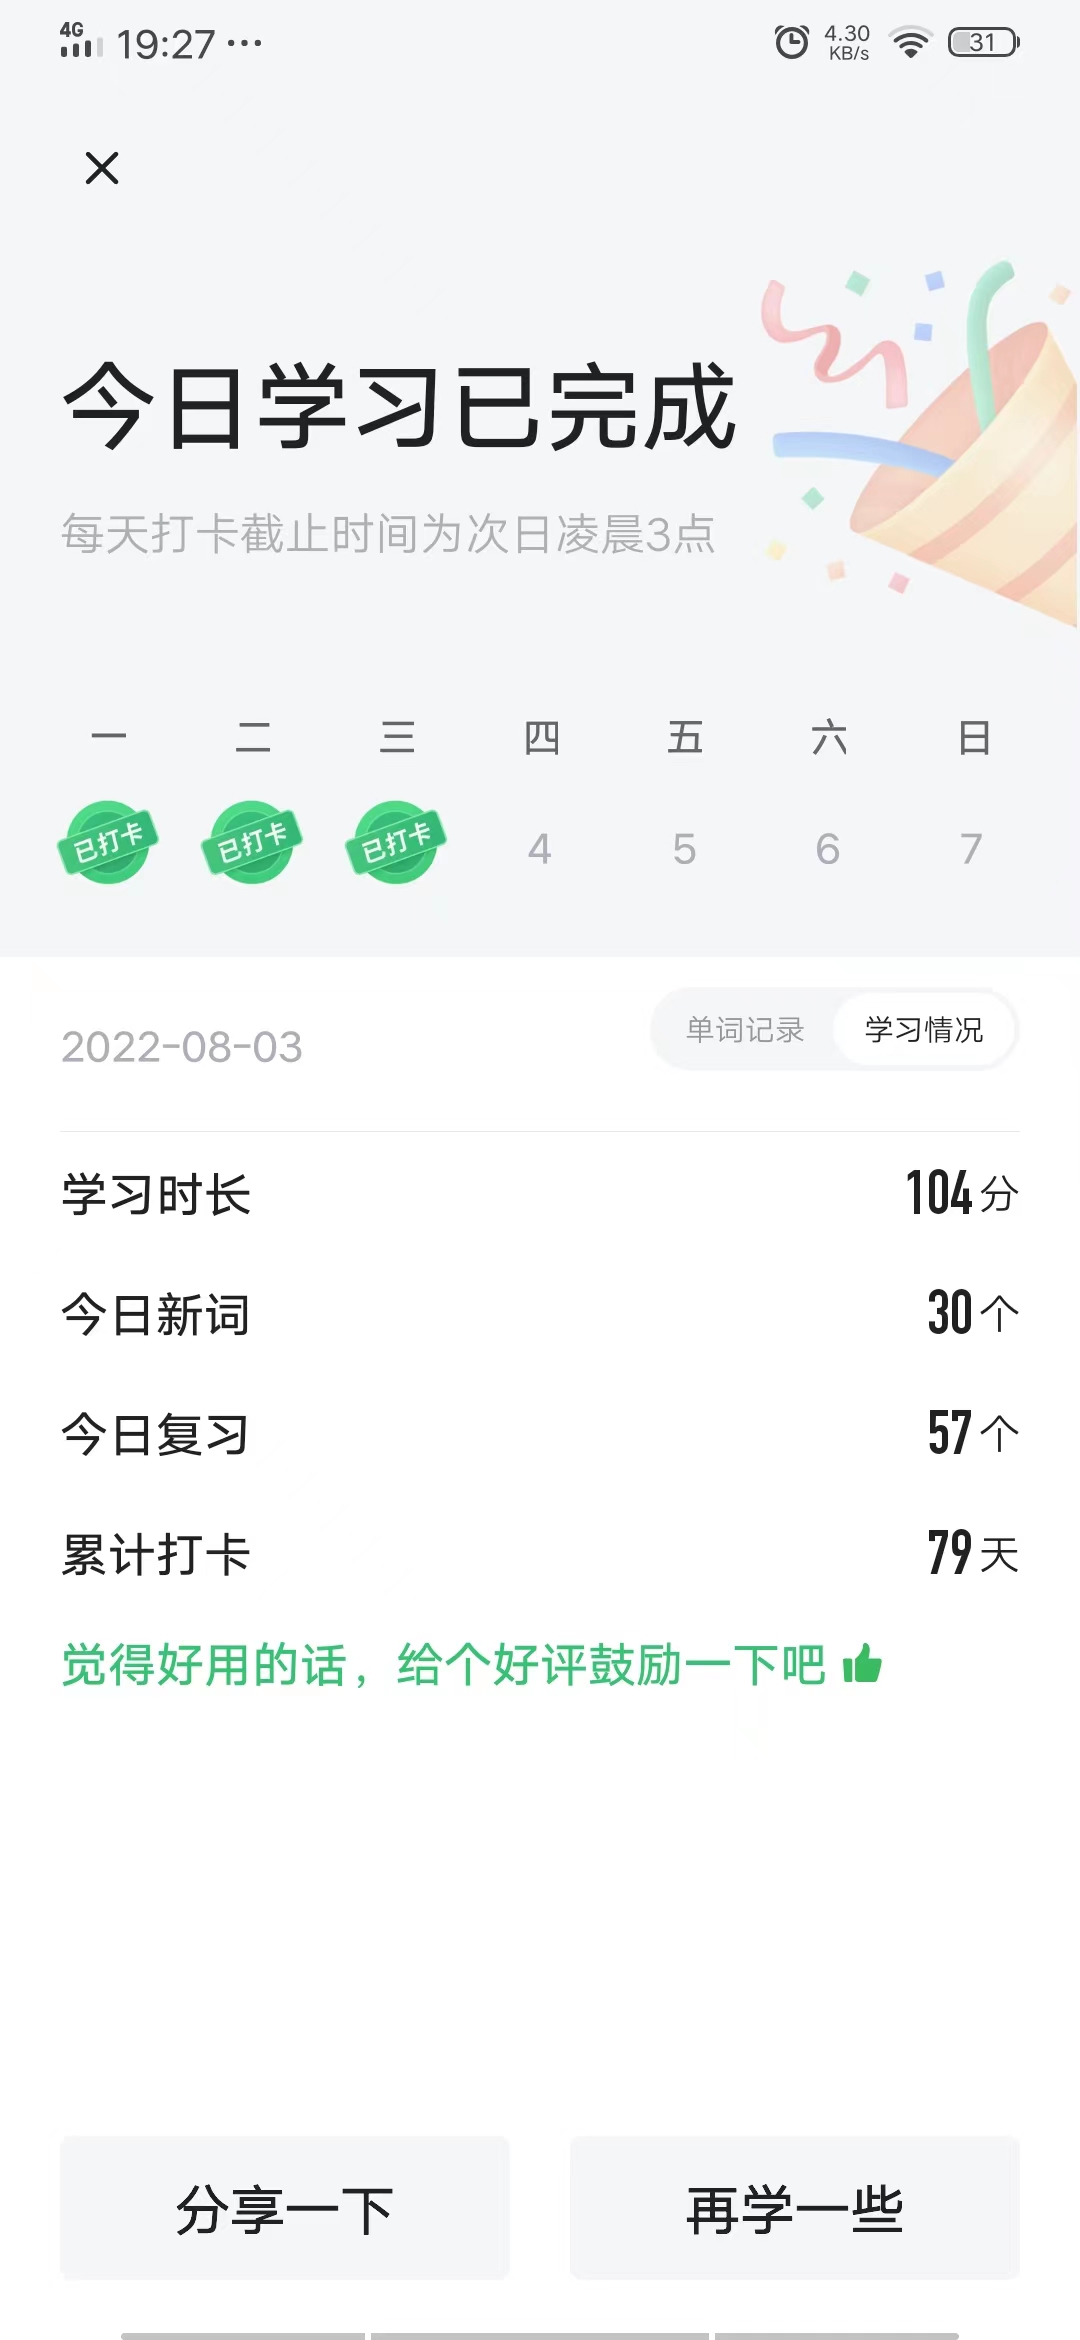 4G 19:27 ··· 4.30 KB/s 31
今日学习已完成
每天打卡截止时间为次日凌晨3点
一 二 三 四 五 六 日
已打卡 已打卡 已打卡 4 5 6 7
2022-08-03 单词记录 学习情况
学习时长 104分
今日新词 30个
今日复习 57个
累计打卡 79天
觉得好用的话，给个好评鼓励一下吧
分享一下 再学一些